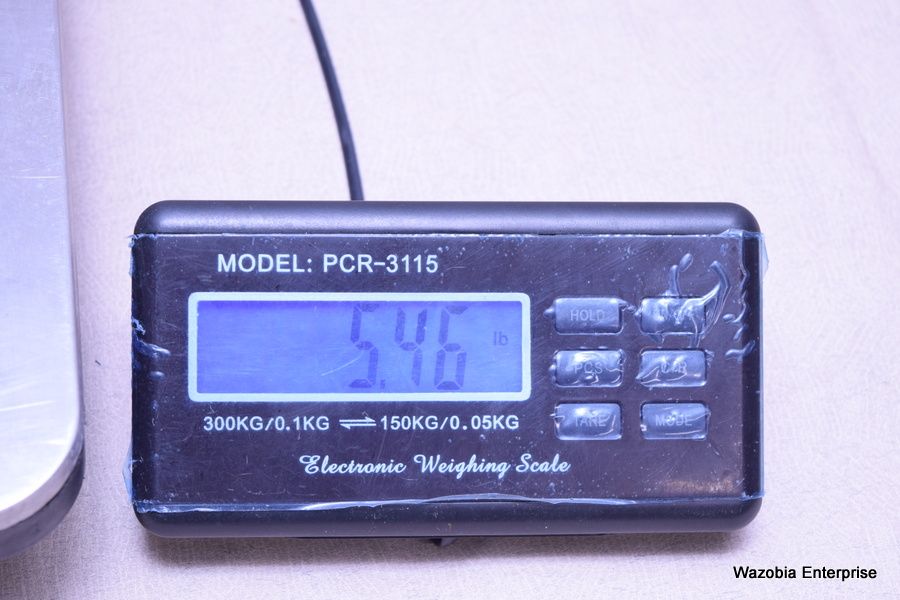 MODEL: PCR-3115
5.46 lb
HOLD
PCS
300KG/0.1KG ⇌ 150KG/0.05KG
TARE MODE
Electronic Weighing Scale
Wazobia Enterprise